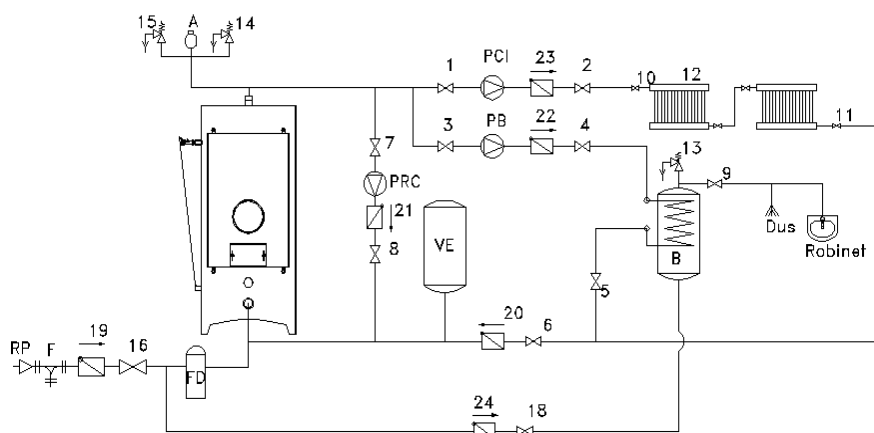 15 A 14
1 PCI 23 2 10 12 11
3 PB 22 4
7 13
9
PRC
21
Dus Robinet
8 VE B
5
19 20 6
RP F 16
FD
24 18